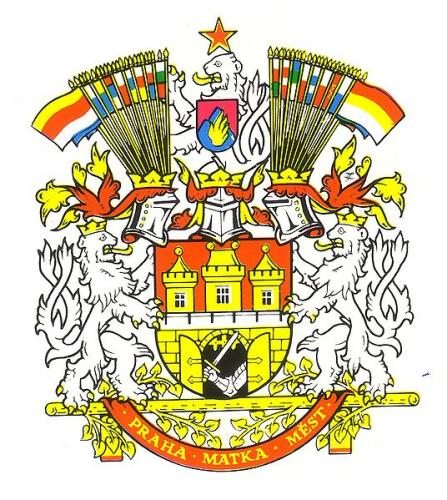 · PRAHA · MATKA · MĚST ·